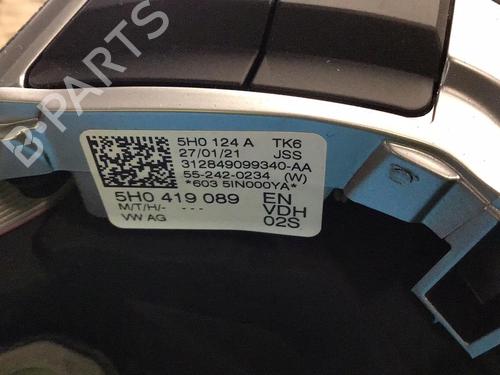 B-PARTS
5H0 124 A TK6
27/01/21 JSS
312849099340-AA
55-242-0234 (W)
*603 5IN000YA*
5H0 419 089 EN
M/T/H/- --- VDH
VW AG 02S